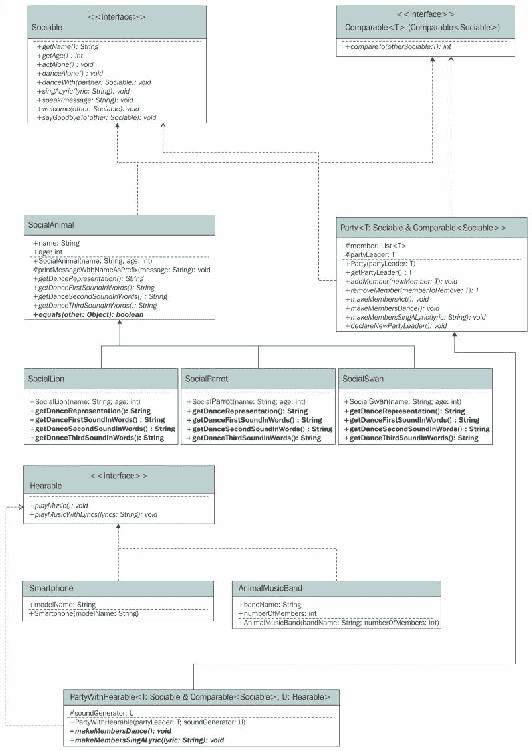 <<Interface>>
Sociable
+getName(): String
+getAge() : int
+actAlone() : void
+danceAlone() : void
+danceWith(partner: Sociable): void
+singALyric(lyric: String): void
+speak(message: String): void
+welcome(other: Sociable): void
+sayGoodbyeTo(other: Sociable): void
<<Interface>>
Comparable<T> (Comparable<Sociable>)
+compareTo(otherSociable:T): int
SocialAnimal
+name: String
+age: int
+SocialAnimal(name: String, age: int)
#printMessageWithNameAsPrefix(message: String): void
+getDanceRepresentation(): String
+getDanceFirstSoundInWords() : String
+getDanceSecondSoundInWords() : String
+getDanceThirdSoundInWords() : String
+equals(other: Object): boolean
Party<T: Sociable & Comparable<Sociable>>
#member: List<T>
#partyLeader: T
+Party(partyLeader: T)
+getPartyLeader() : T
+addMember(newMember: T): void
+removeMember(memberToRemove: T): T
+makeMembersAct(): void
+makeMembersDance(): void
+makeMembersSingALyric(lyric: String): void
+declareNewPartyLeader(): void
SocialLion
+SocialLion(name: String; age: int)
+getDanceRepresentation(): String
+getDanceFirstSoundInWords() : String
+getDanceSecondSoundInWords() : String
+getDanceThirdSoundInWords() : String
SocialParrot
+SocialParrot(name: String; age: int)
+getDanceRepresentation(): String
+getDanceFirstSoundInWords() : String
+getDanceSecondSoundInWords() : String
+getDanceThirdSoundInWords() : String
SocialSwan
+SocialSwan(name: String; age: int)
+getDanceRepresentation(): String
+getDanceFirstSoundInWords() : String
+getDanceSecondSoundInWords() : String
+getDanceThirdSoundInWords() : String
<<Interface>>
Hearable
+playMusic() : void
+playMusicWithLyrics(lyrics: String): void
Smartphone
+modelName: String
+Smartphone(modelName: String)
AnimalMusicBand
+bandName: String
+numberOfMembers: int
+AnimalMusicBand(bandName: String; numberOfMembers: int)
PartyWithHearable<T: Sociable & Comparable<Sociable>; U: Hearable>
#soundGenerator: U
+PartyWithHearable(partyLeader: T; soundGenerator: U)
+makeMembersDance(): void
+makeMembersSingALyric(lyric: String): void